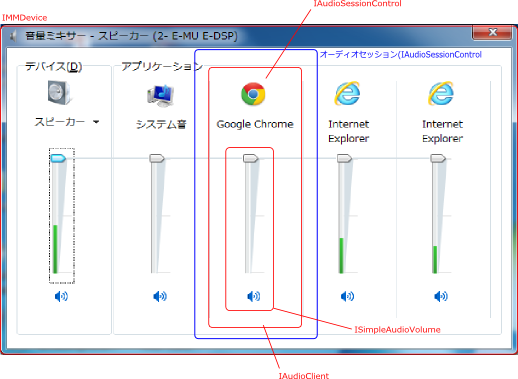 IAudioSessionControl
IMMDevice
音量ミキサー - スピーカー (2- E-MU E-DSP)
オーディオセッション(IAudioSessionControl
デバイス(D)
アプリケーション
スピーカー
システム音
Google Chrome
Internet Explorer
Internet Explorer
ISimpleAudioVolume
IAudioClient